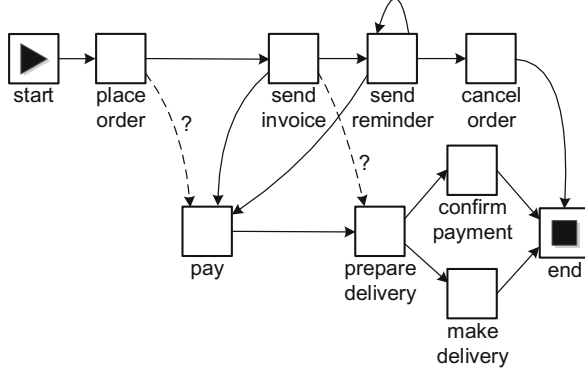 start
place
order
send
invoice
send
reminder
cancel
order
?
?
confirm
payment
pay
prepare
delivery
end
make
delivery